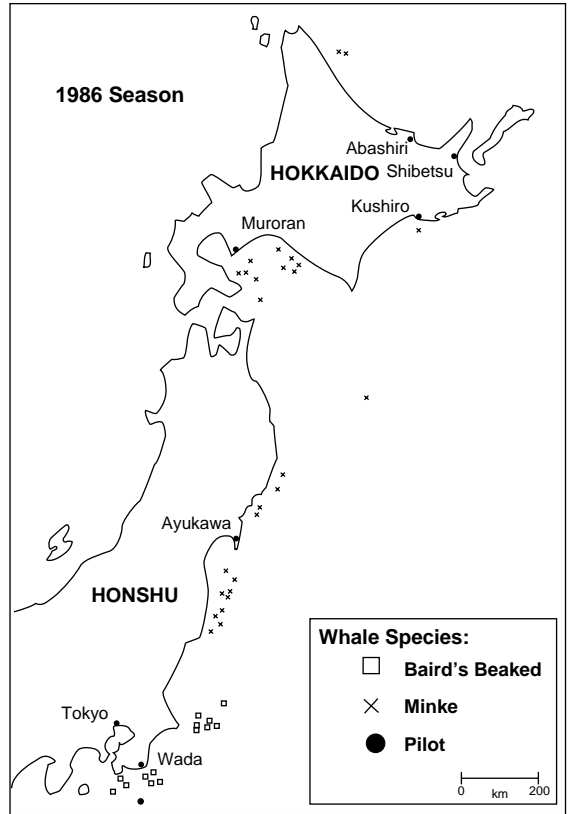 1986 Season
Abashiri
HOKKAIDO
Shibetsu
Kushiro
Muroran
Ayukawa
HONSHU
Whale Species:
Baird's Beaked
Minke
Pilot
Tokyo
Wada
0 km 200